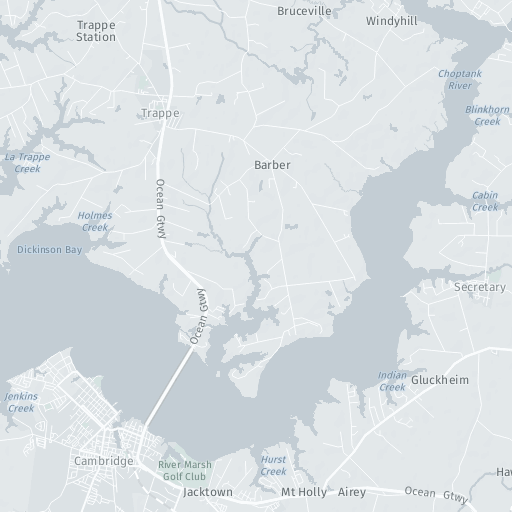 Bruceville
Windyhill
Trappe
Station
Choptank
River
Blinkhorn
Creek
Trappe
La Trappe
Creek
Barber
Ocean Gtwy
Cabin
Creek
Holmes
Creek
Dickinson Bay
Secretary
Ocean Gtwy
Indian
Creek
Gluckheim
Jenkins
Creek
Cambridge
River Marsh
Golf Club
Hurst
Creek
Jacktown
Mt Holly
Airey
Ocean Gtwy
Haw